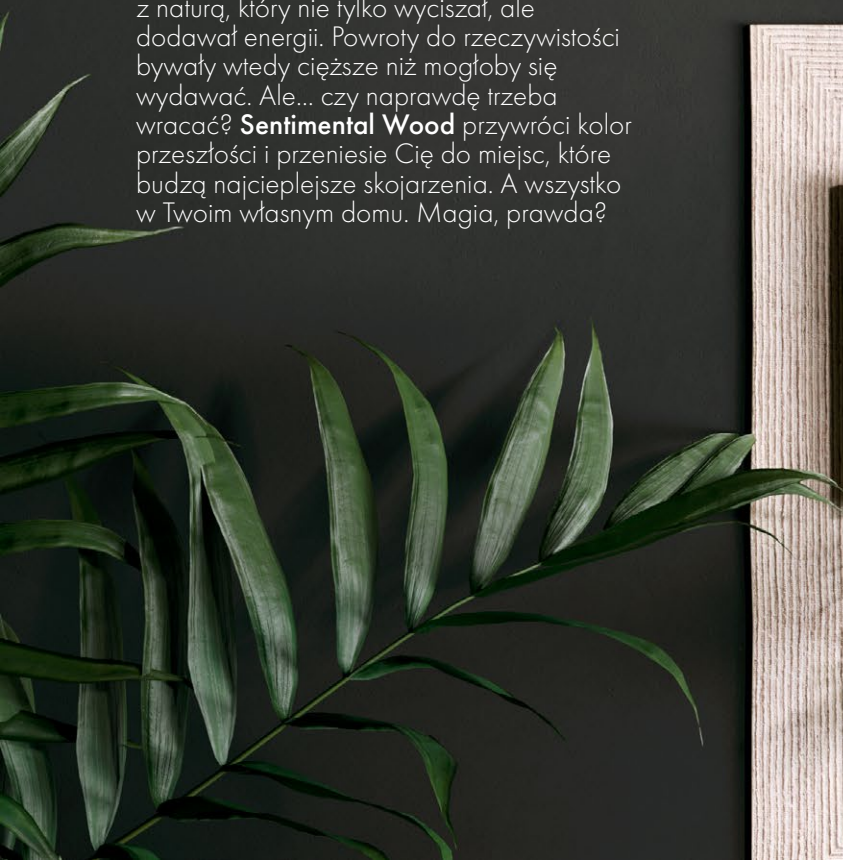 z naturą, który nie tylko wyciszał, ale
dodawał energii. Powroty do rzeczywistości
bywały wtedy cięższe niż mogłoby się
wydawać. Ale... czy naprawdę trzeba
wracać? Sentimental Wood przywróci kolor
przeszłości i przeniesie Cię do miejsc, które
budzą najcieplejsze skojarzenia. A wszystko
w Twoim własnym domu. Magia, prawda?